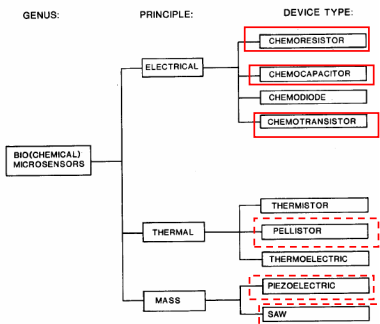 GENUS: PRINCIPLE: DEVICE TYPE:
CHEMORESISTOR
ELECTRICAL
CHEMOCAPACITOR
CHEMODIODE
CHEMOTRANSISTOR
BIO(CHEMICAL)
MICROSENSORS
THERMISTOR
THERMAL
PELLISTOR
THERMOELECTRIC
PIEZOELECTRIC
MASS
SAW